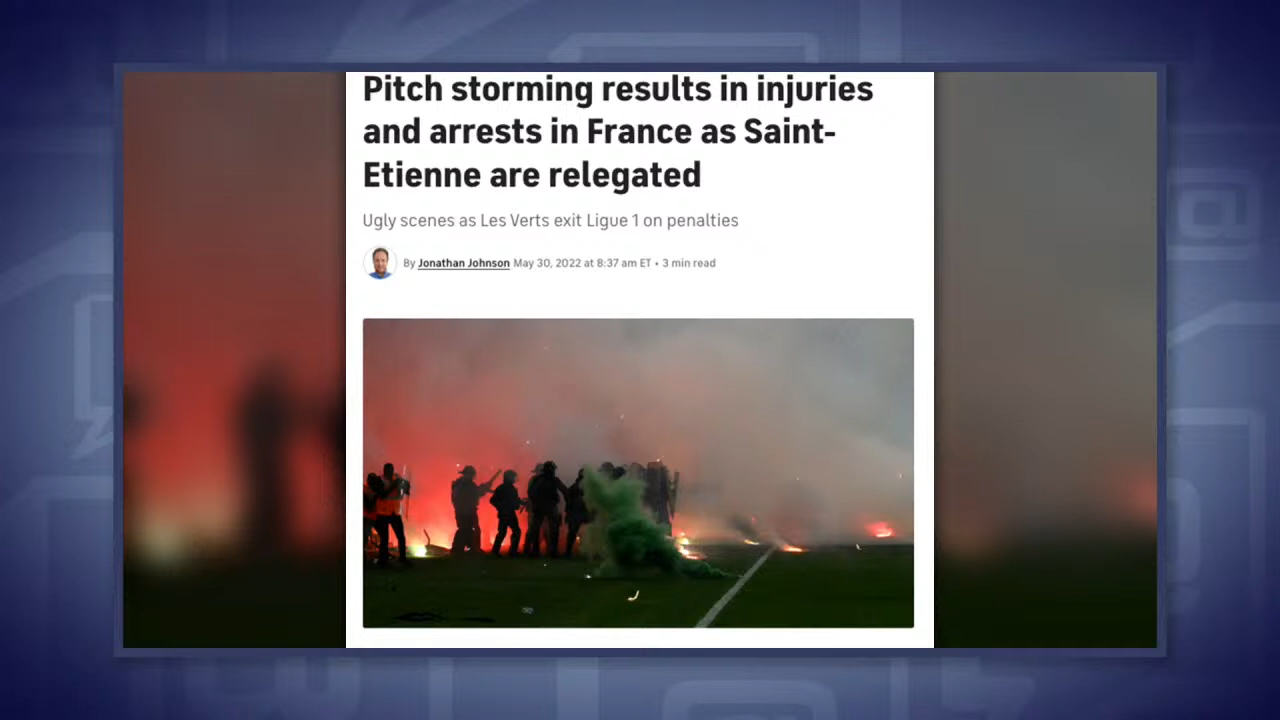 Pitch storming results in injuries
and arrests in France as Saint-
Etienne are relegated
Ugly scenes as Les Verts exit Ligue 1 on penalties
By Jonathan Johnson May 30, 2022 at 8:37 am ET • 3 min read